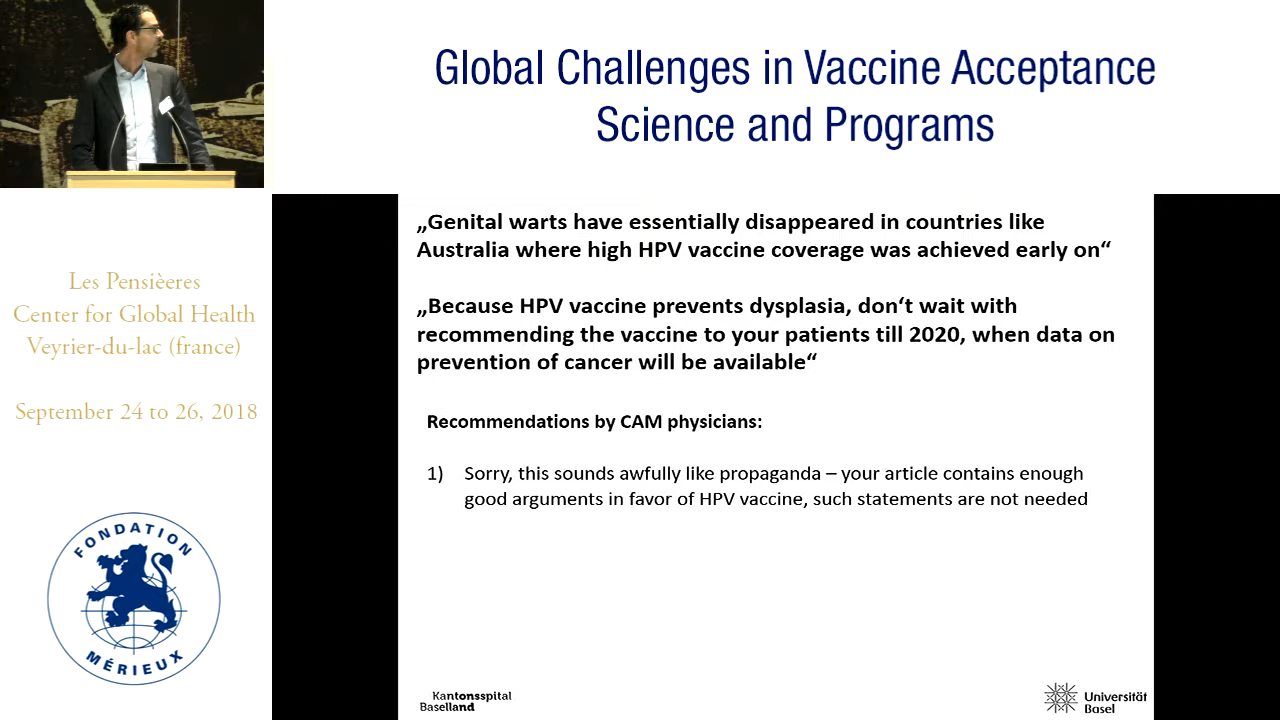 Global Challenges in Vaccine Acceptance
Science and Programs
„Genital warts have essentially disappeared in countries like
Australia where high HPV vaccine coverage was achieved early on“
„Because HPV vaccine prevents dysplasia, don‘t wait with
recommending the vaccine to your patients till 2020, when data on
prevention of cancer will be available“
Recommendations by CAM physicians:
1) Sorry, this sounds awfully like propaganda – your article contains enough
good arguments in favor of HPV vaccine, such statements are not needed
Kantonsspital
Baselland
Universität
Basel
Les Pensièeres
Center for Global Health
Veyrier-du-lac (france)
September 24 to 26, 2018
FONDATION
MÉRIEUX